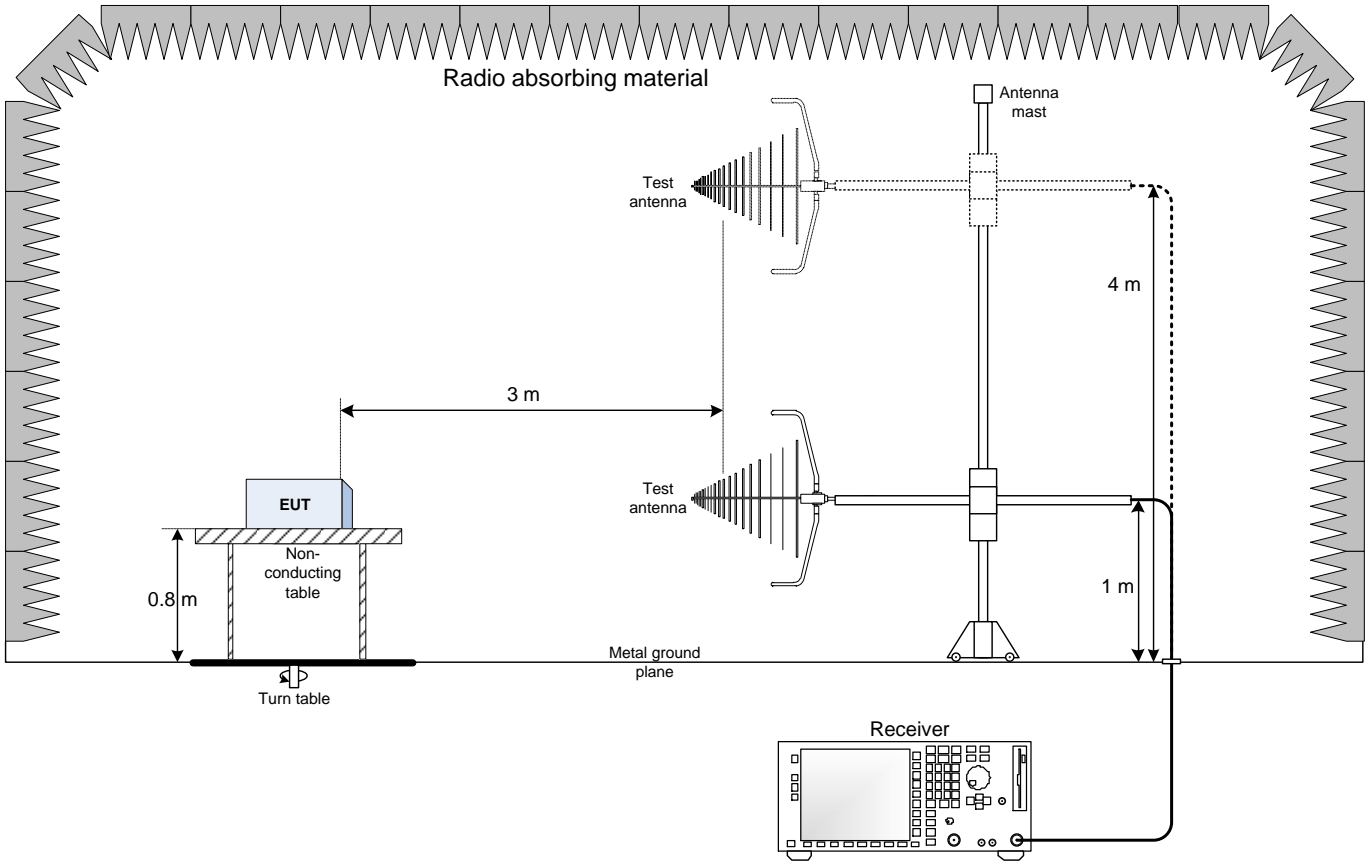 Radio absorbing material
Antenna
mast
Test
antenna
4 m
3 m
Test
antenna
EUT
Non-
conducting
table
0.8 m
1 m
Metal ground
plane
Turn table
Receiver